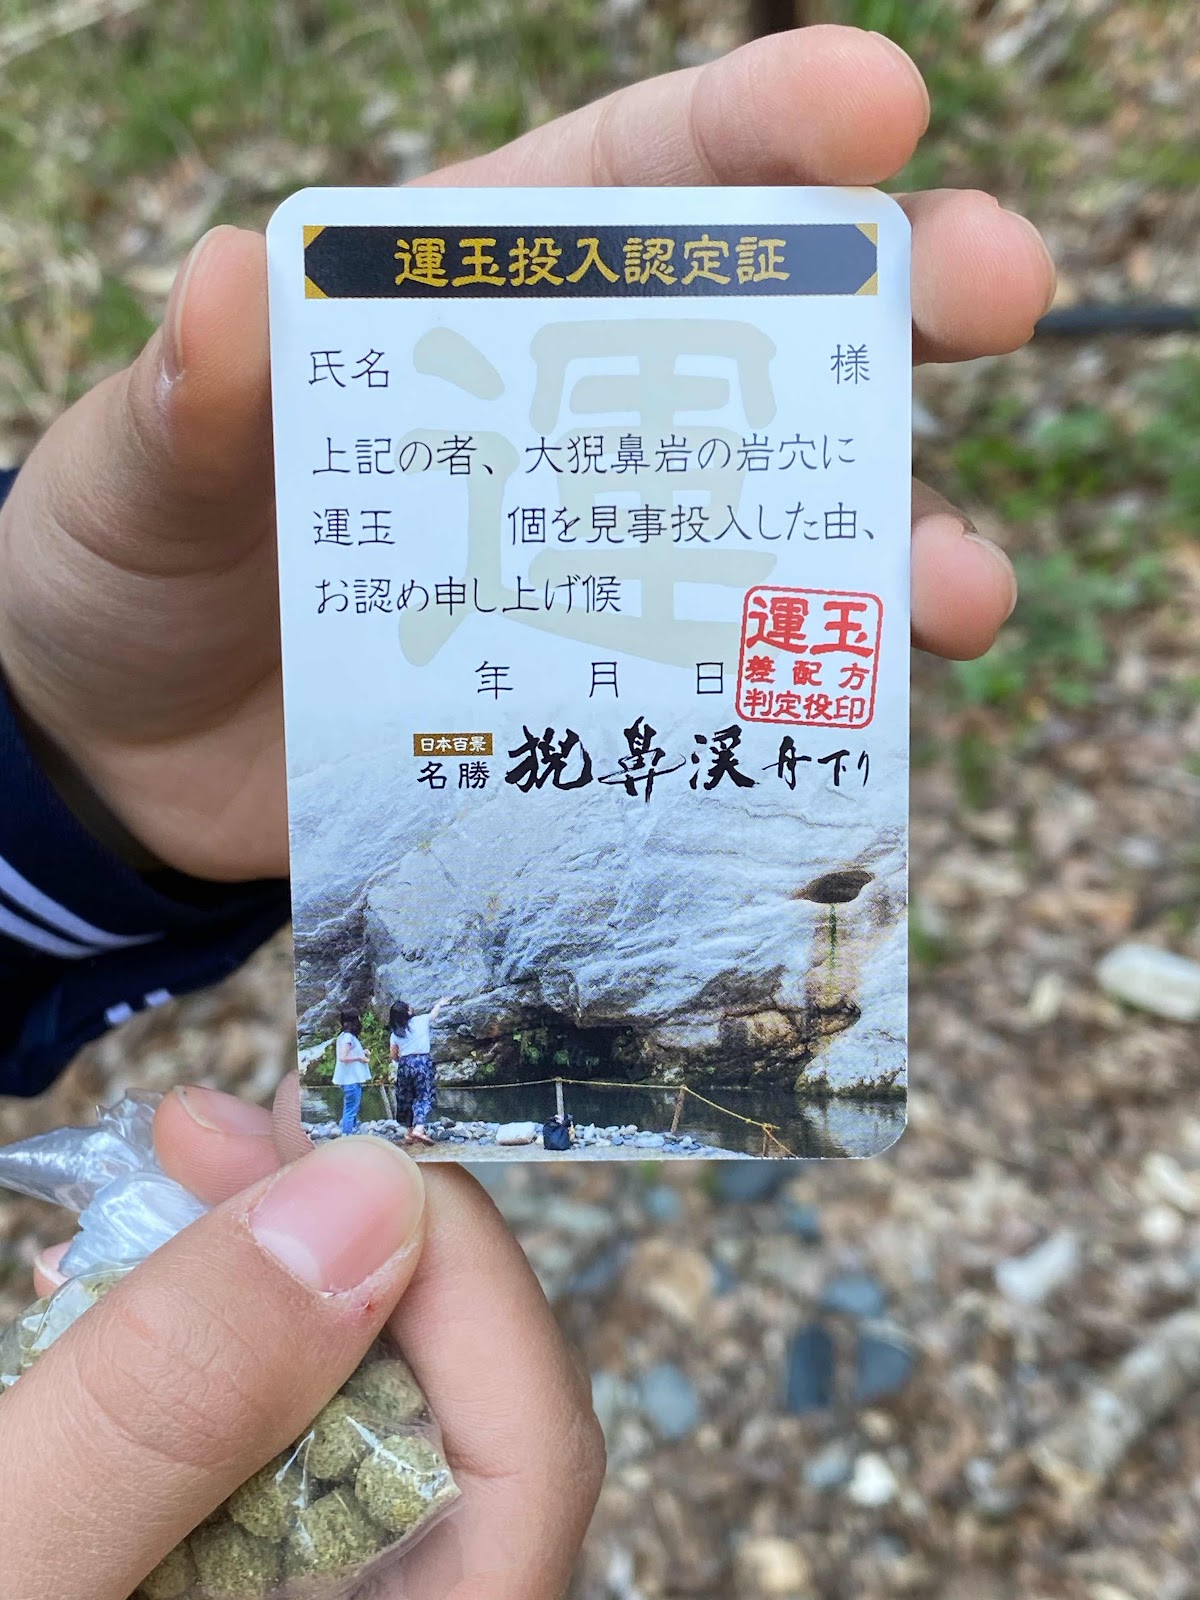 運玉投入認定証
氏名 様
上記の者、大猊鼻岩の岩穴に
運玉 個を見事投入した由、
お認め申し上げ候
年 月 日
運玉
差配方
判定役印
日本百景
名勝 猊鼻渓 舟下り
運